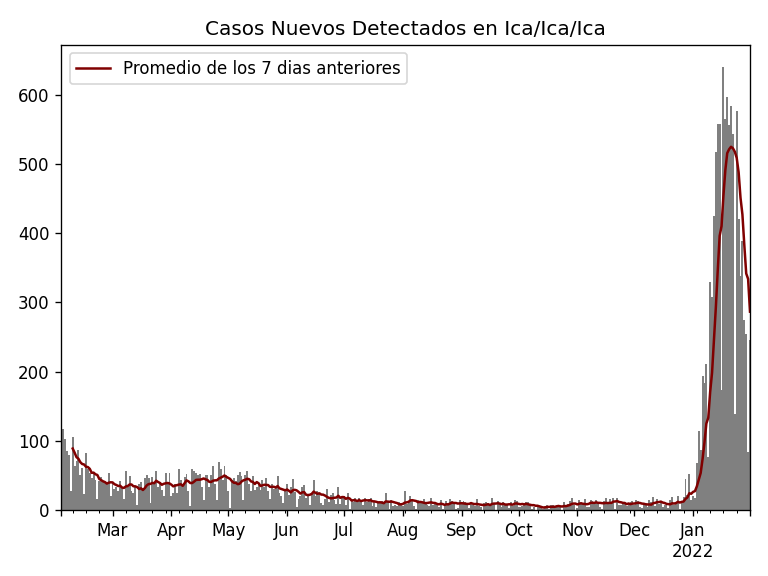 Casos Nuevos Detectados en Ica/Ica/Ica
Promedio de los 7 dias anteriores
600
500
400
300
200
100
0
Mar Apr May Jun Jul Aug Sep Oct Nov Dec Jan
2022